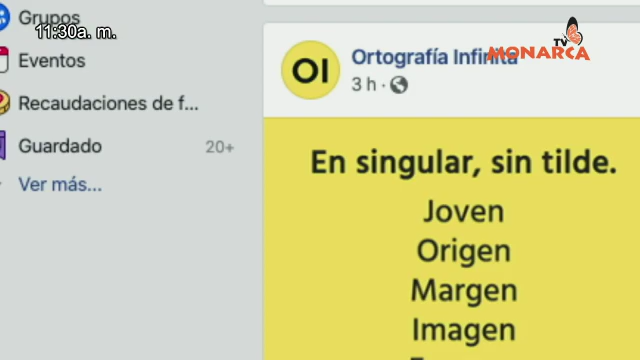 Grupos
11:30a. m.
Eventos
Recaudaciones de f...
Guardado 20+
Ver más...
OI
Ortografía Infinita
3 h ·
TV
MONARCA
En singular, sin tilde.
Joven
Origen
Margen
Imagen